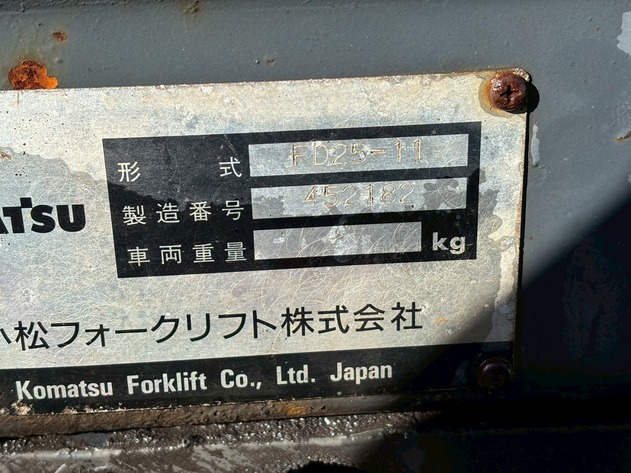 形式 FD25-11
製造番号 452182
車両重量 kg
KOMATSU
小松フォークリフト株式会社
Komatsu Forklift Co., Ltd. Japan